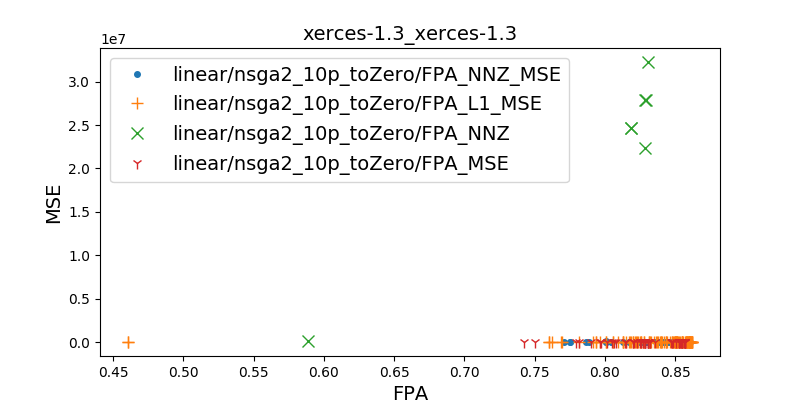 xerces-1.3_xerces-1.3
1e7
linear/nsga2_10p_toZero/FPA_NNZ_MSE
linear/nsga2_10p_toZero/FPA_L1_MSE
linear/nsga2_10p_toZero/FPA_NNZ
linear/nsga2_10p_toZero/FPA_MSE
MSE
3.0
2.5
2.0
1.5
1.0
0.5
0.0
0.45 0.50 0.55 0.60 0.65 0.70 0.75 0.80 0.85
FPA